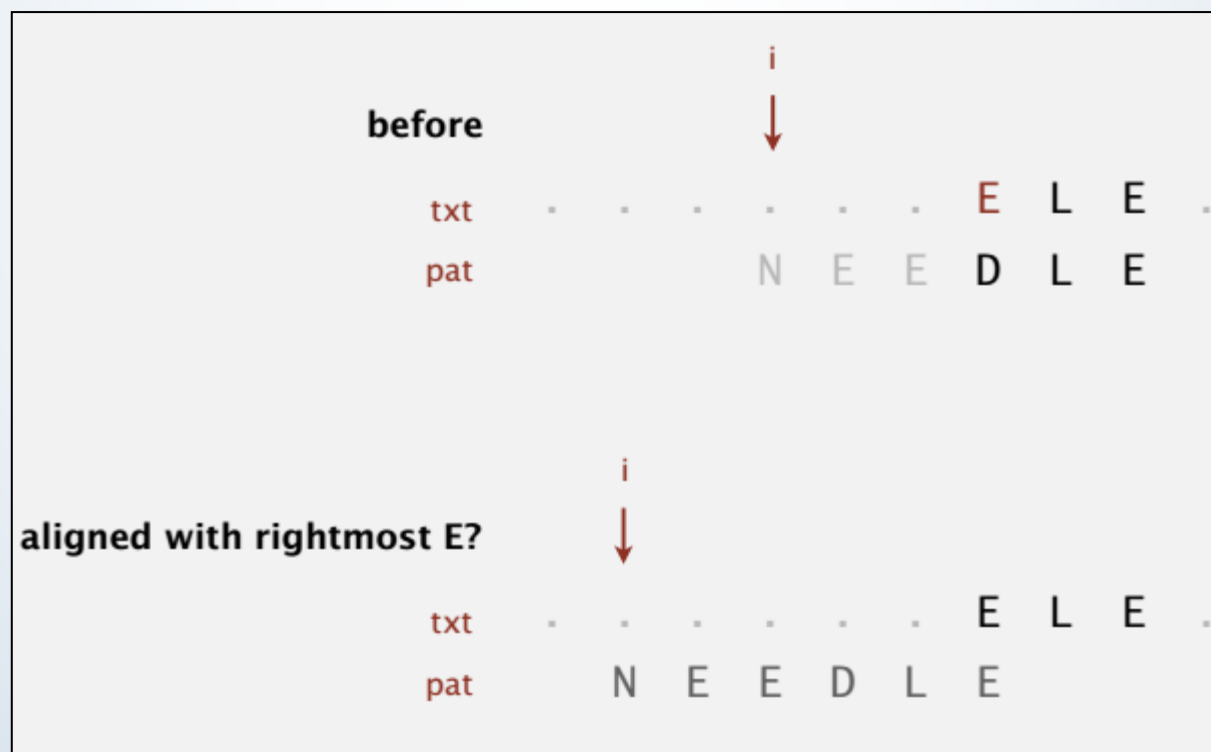 i
before
txt . . . . . . E L E .
pat N E E D L E
i
aligned with rightmost E?
txt . . . . . . E L E .
pat N E E D L E